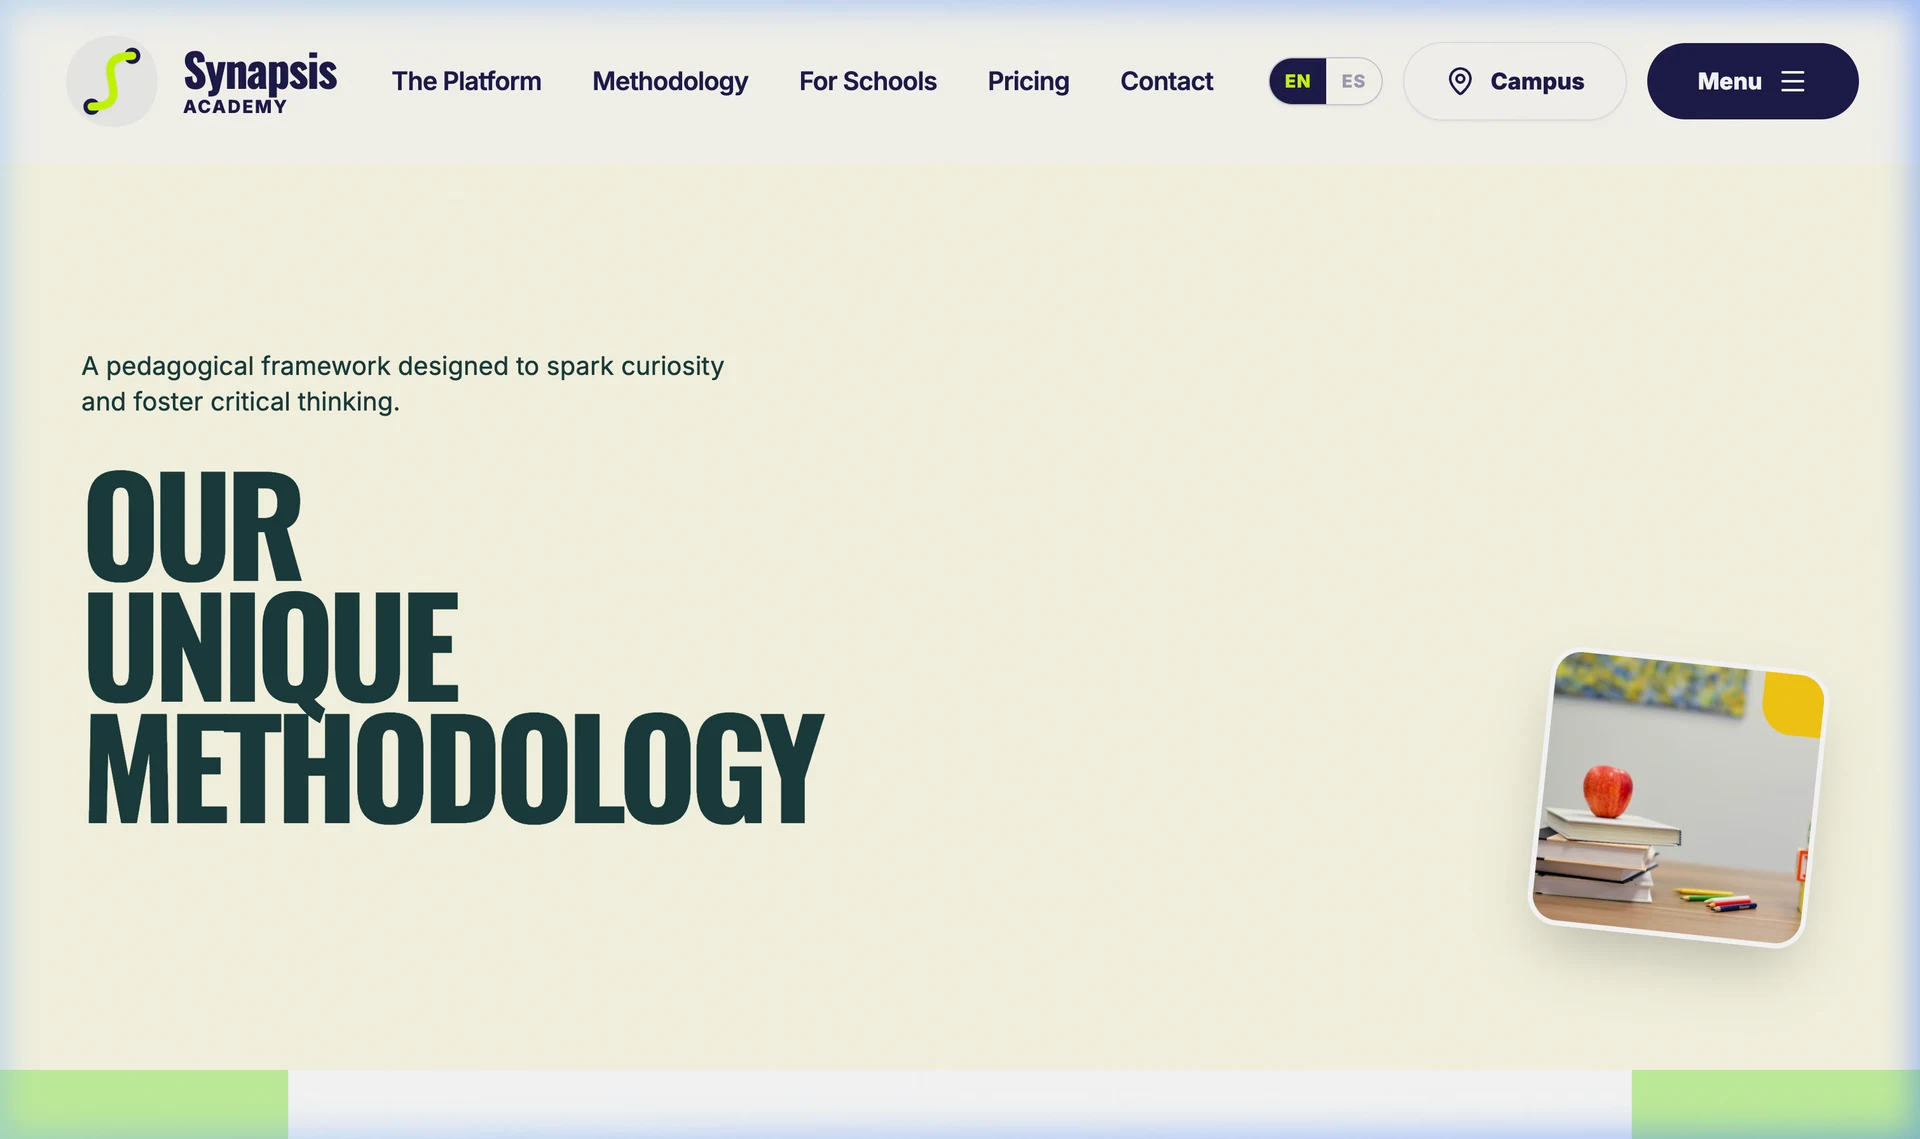 Synapsis
ACADEMY
The Platform
Methodology
For Schools
Pricing
Contact
EN
ES
Campus
Menu
A pedagogical framework designed to spark curiosity
and foster critical thinking.
OUR
UNIQUE
METHODOLOGY